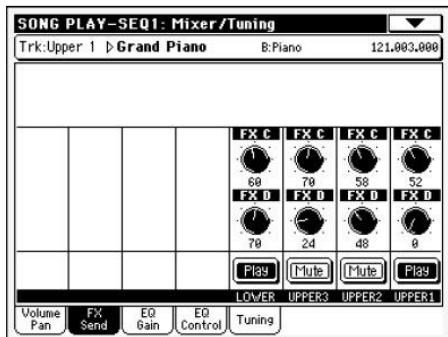 SONG PLAY-SEQ1: Mixer/Tuning
Trk:Upper 1 ▷Grand Piano B:Piano 121.003.000
FX C FX C FX C FX C
60 70 58 52
FX D FX D FX D FX D
70 24 48 0
Play Mute Mute Play
LOWER UPPER3 UPPER2 UPPER1
Volume Pan FX Send EQ Gain EQ Control Tuning